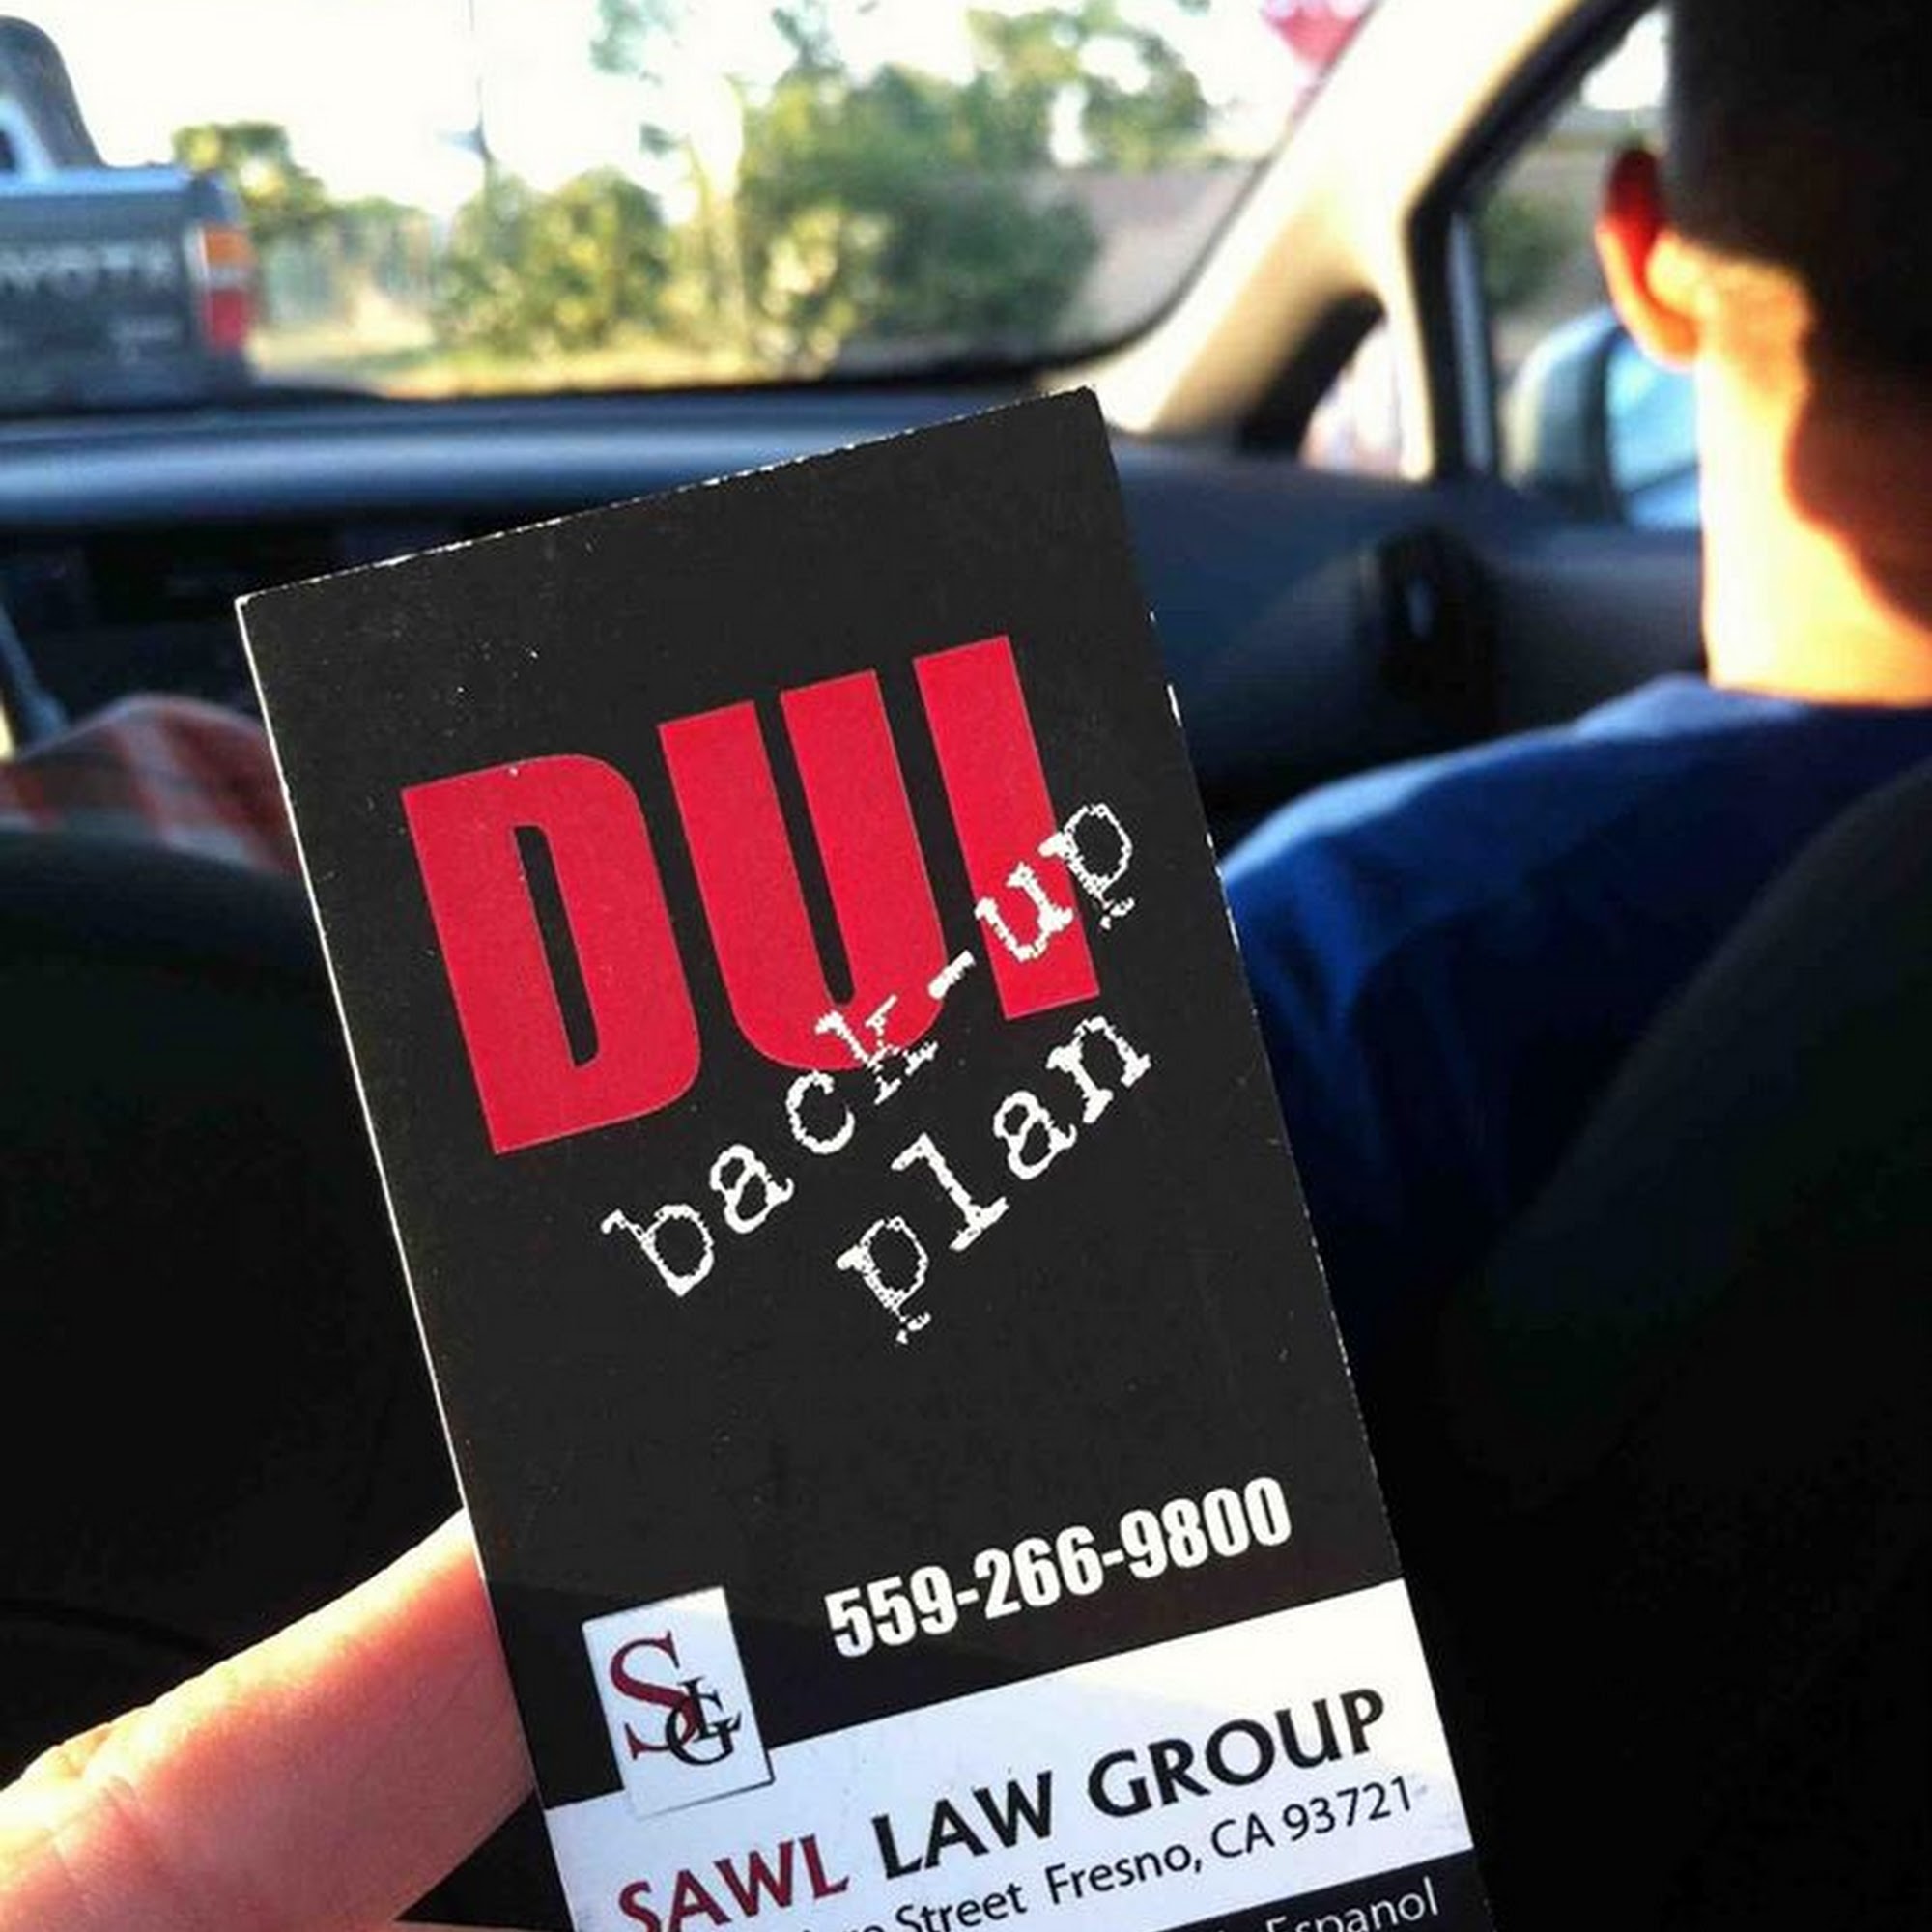 DUI
back-up
plan
559-266-9800
SLG
SAWL LAW GROUP
Street Fresno, CA 93721
Espanol